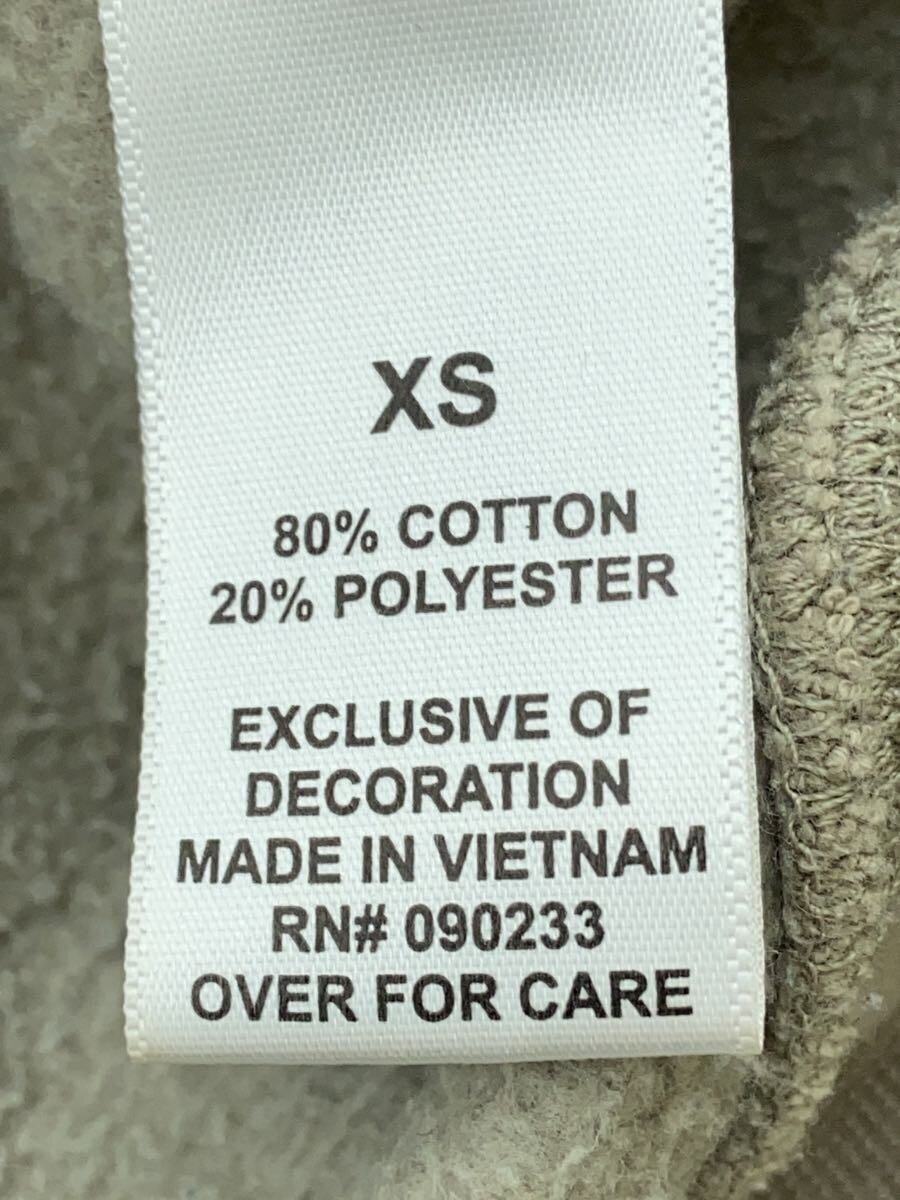 XS
80% COTTON
20% POLYESTER
EXCLUSIVE OF
DECORATION
MADE IN VIETNAM
RN# 090233
OVER FOR CARE